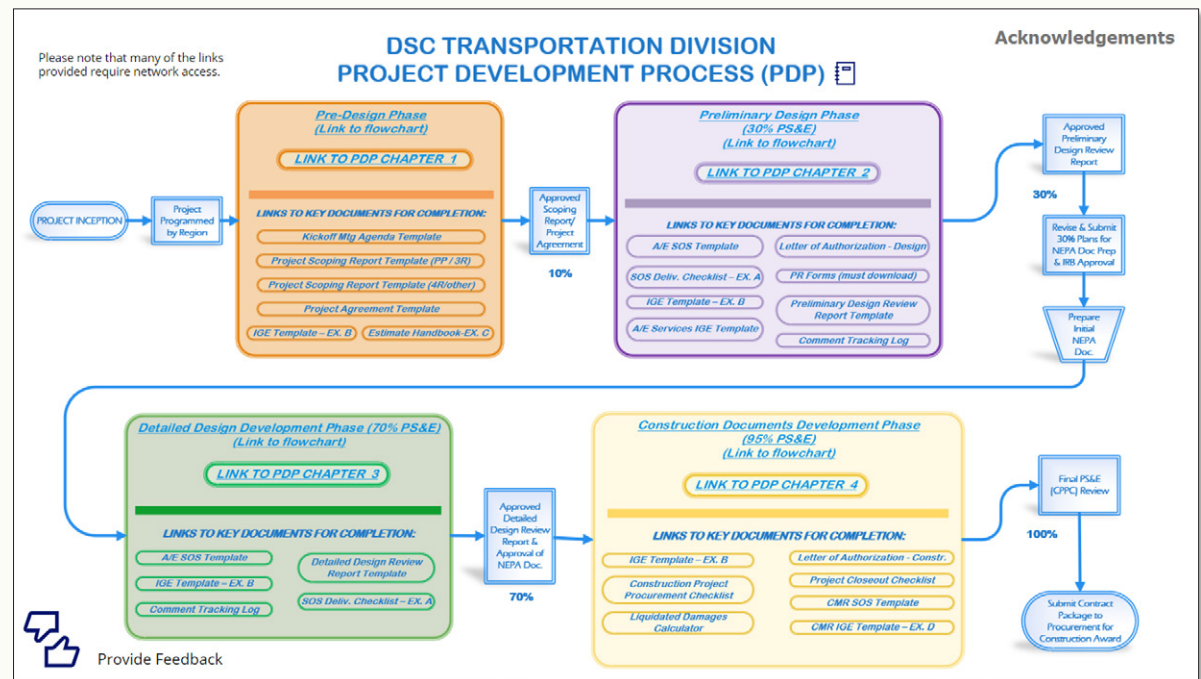 Please note that many of the links
provided require network access.
DSC TRANSPORTATION DIVISION
PROJECT DEVELOPMENT PROCESS (PDP)
Acknowledgements
PROJECT INCEPTION
Project
Programmed
by Region
Pre-Design Phase
(Link to flowchart)
LINK TO PDP CHAPTER 1
LINKS TO KEY DOCUMENTS FOR COMPLETION:
Kickoff Mtg Agenda Template
Project Scoping Report Template (PP / 3R)
Project Scoping Report Template (4R/other)
Project Agreement Template
IGE Template – EX. B
Estimate Handbook-EX. C
Approved
Scoping
Report/
Project
Agreement
10%
Preliminary Design Phase
(30% PS&E)
(Link to flowchart)
LINK TO PDP CHAPTER 2
LINKS TO KEY DOCUMENTS FOR COMPLETION:
A/E SOS Template
SOS Deliv. Checklist – EX. A
IGE Template – EX. B
A/E Services IGE Template
Letter of Authorization - Design
PR Forms (must download)
Preliminary Design Review
Report Template
Comment Tracking Log
Approved
Preliminary
Design Review
Report
30%
Revise & Submit
30% Plans for
NEPA Doc Prep
& IRB Approval
Prepare
Initial
NEPA
Doc.
Detailed Design Development Phase (70% PS&E)
(Link to flowchart)
LINK TO PDP CHAPTER 3
LINKS TO KEY DOCUMENTS FOR COMPLETION:
A/E SOS Template
IGE Template – EX. B
Comment Tracking Log
Detailed Design Review
Report Template
SOS Deliv. Checklist – EX. A
Approved
Detailed
Design Review
Report &
Approval of
NEPA Doc.
70%
Construction Documents Development Phase
(95% PS&E)
(Link to flowchart)
LINK TO PDP CHAPTER 4
LINKS TO KEY DOCUMENTS FOR COMPLETION:
IGE Template – EX. B
Construction Project
Procurement Checklist
Liquidated Damages
Calculator
Letter of Authorization - Constr.
Project Closeout Checklist
CMR SOS Template
CMR IGE Template – EX. D
Final PS&E
(CPPC) Review
100%
Submit Contract
Package to
Procurement for
Construction Award
Provide Feedback